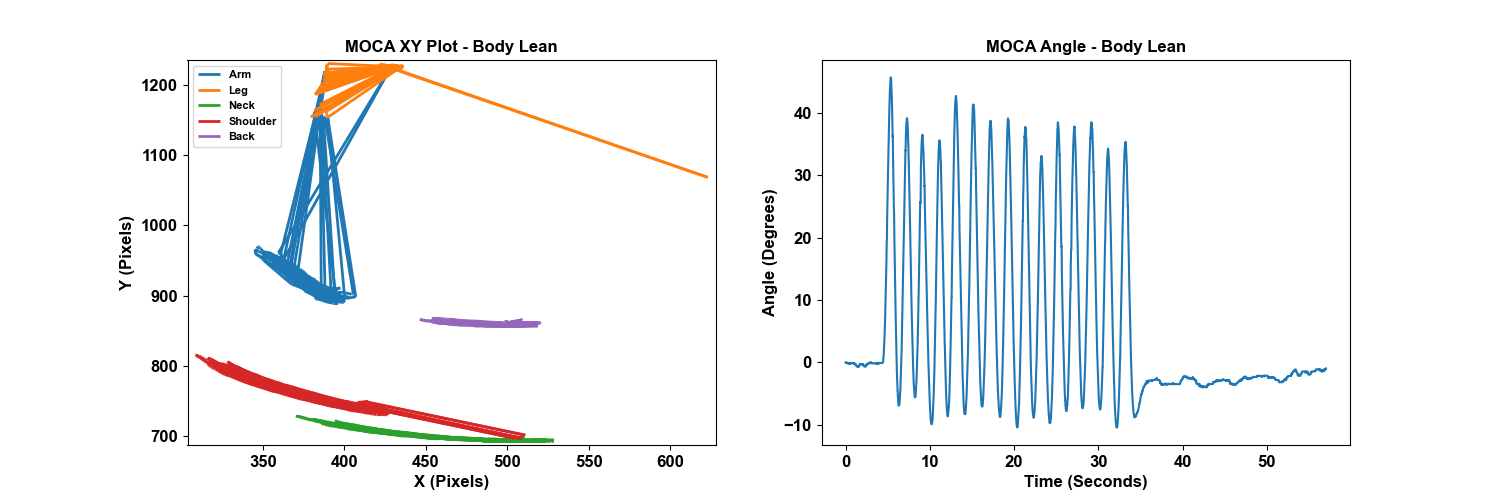 MOCA XY Plot - Body Lean
Arm
Leg
Neck
Shoulder
Back
1200
1100
1000
900
800
700
Y (Pixels)
350 400 450 500 550 600
X (Pixels)
MOCA Angle - Body Lean
40
30
20
10
0
−10
Angle (Degrees)
0 10 20 30 40 50
Time (Seconds)